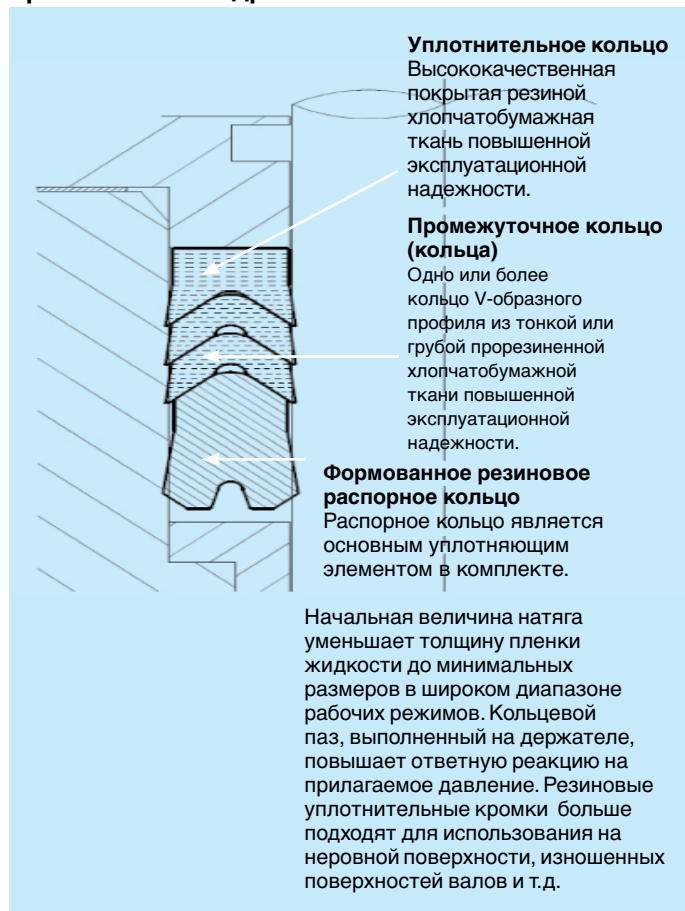 Уплотнительное кольцо
Высококачественная
покрытая резиной
хлопчатобумажная
ткань повышенной
эксплуатационной
надежности.
Промежуточное кольцо
(кольца)
Одно или более
кольцо V-образного
профиля из тонкой или
грубой прорезиненной
хлопчатобумажной
ткани повышенной
эксплуатационной
надежности.
Формованное резиновое
распорное кольцо
Распорное кольцо является
основным уплотняющим
элементом в комплекте.
Начальная величина натяга
уменьшает толщину пленки
жидкости до минимальных
размеров в широком диапазоне
рабочих режимов. Кольцевой
паз, выполненный на держателе,
повышает ответную реакцию на
прилагаемое давление. Резиновые
уплотнительные кромки больше
подходят для использования на
неровной поверхности, изношенных
поверхностей валов и т.д.